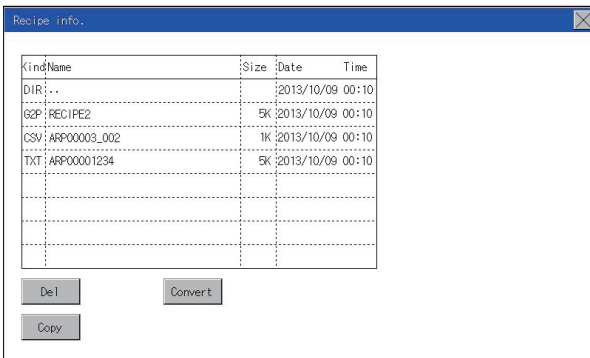 Recipe info.
Kind Name Size Date Time
DIR .. 2013/10/09 00:10
G2P RECIPE2 5K 2013/10/09 00:10
CSV ARP00003_002 1K 2013/10/09 00:10
TXT ARP00001234 5K 2013/10/09 00:10
Del Convert
Copy